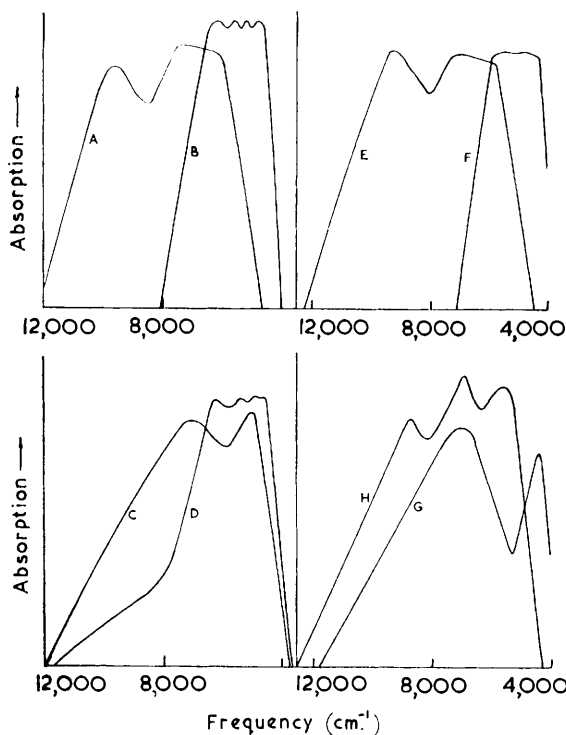 Absorption
A
B
E
F
12,000
8,000
12,000
8,000
4,000
Absorption
C
D
H
G
12,000
8,000
12,000
8,000
4,000
Frequency (cm.⁻¹)